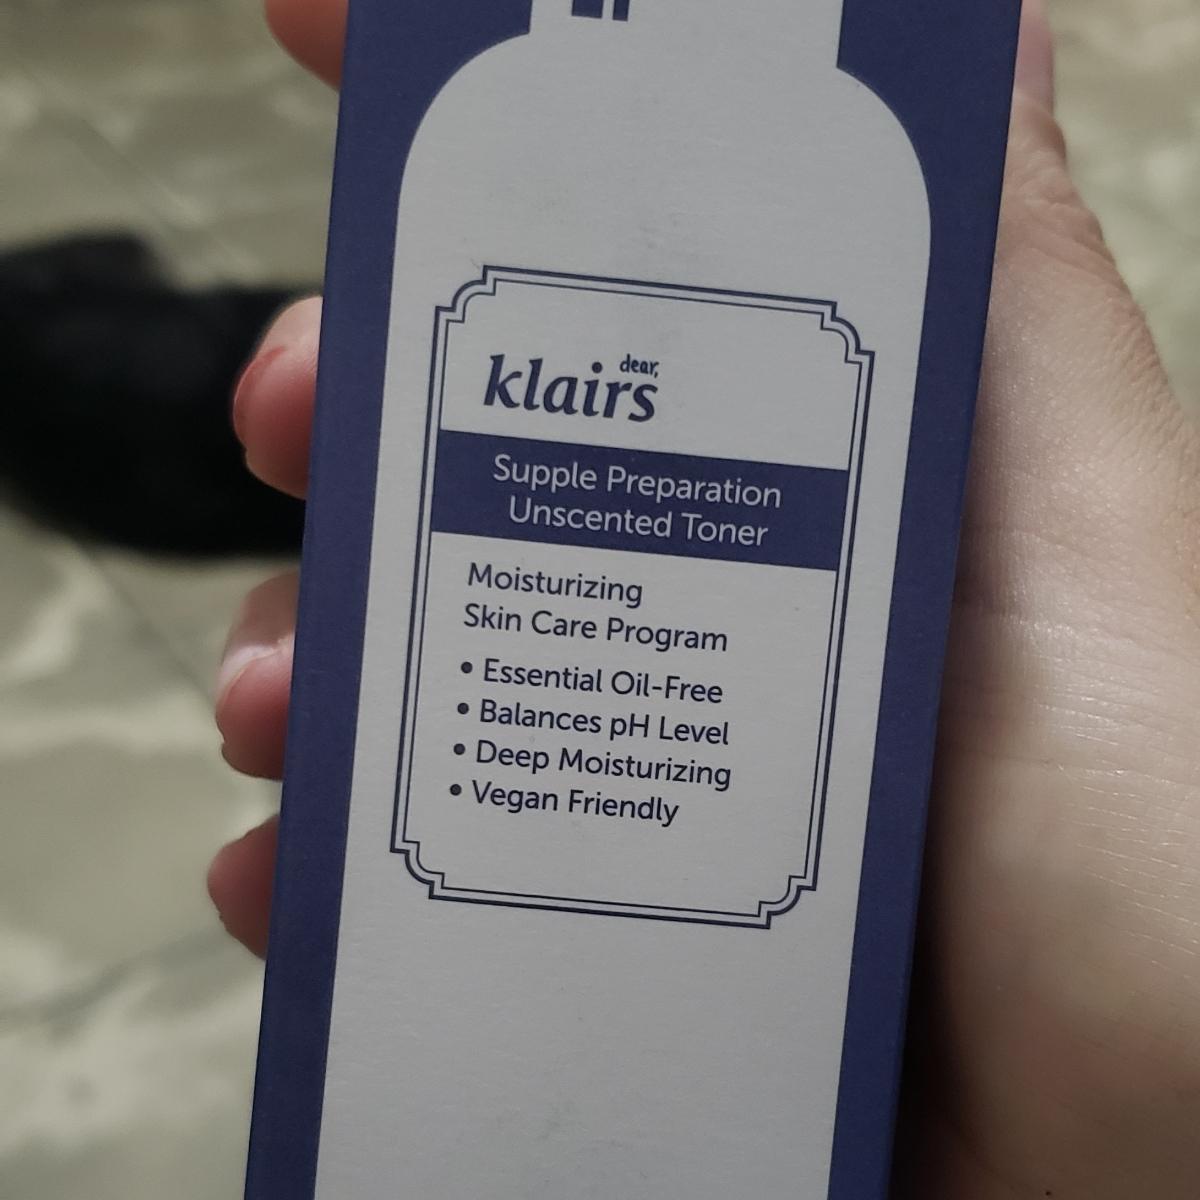 dear,
klairs
Supple Preparation
Unscented Toner
Moisturizing
Skin Care Program
• Essential Oil-Free
• Balances pH Level
• Deep Moisturizing
• Vegan Friendly